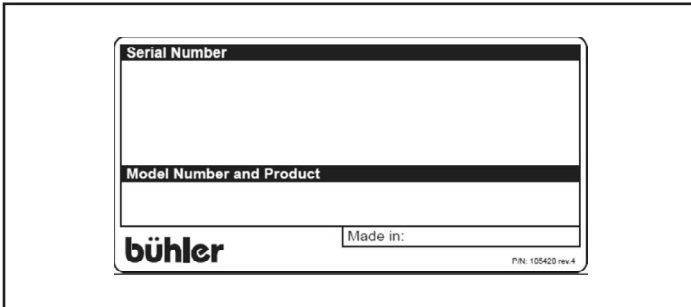 Serial Number
Model Number and Product
Made in:
bühler
P/N: 105420 rev.4